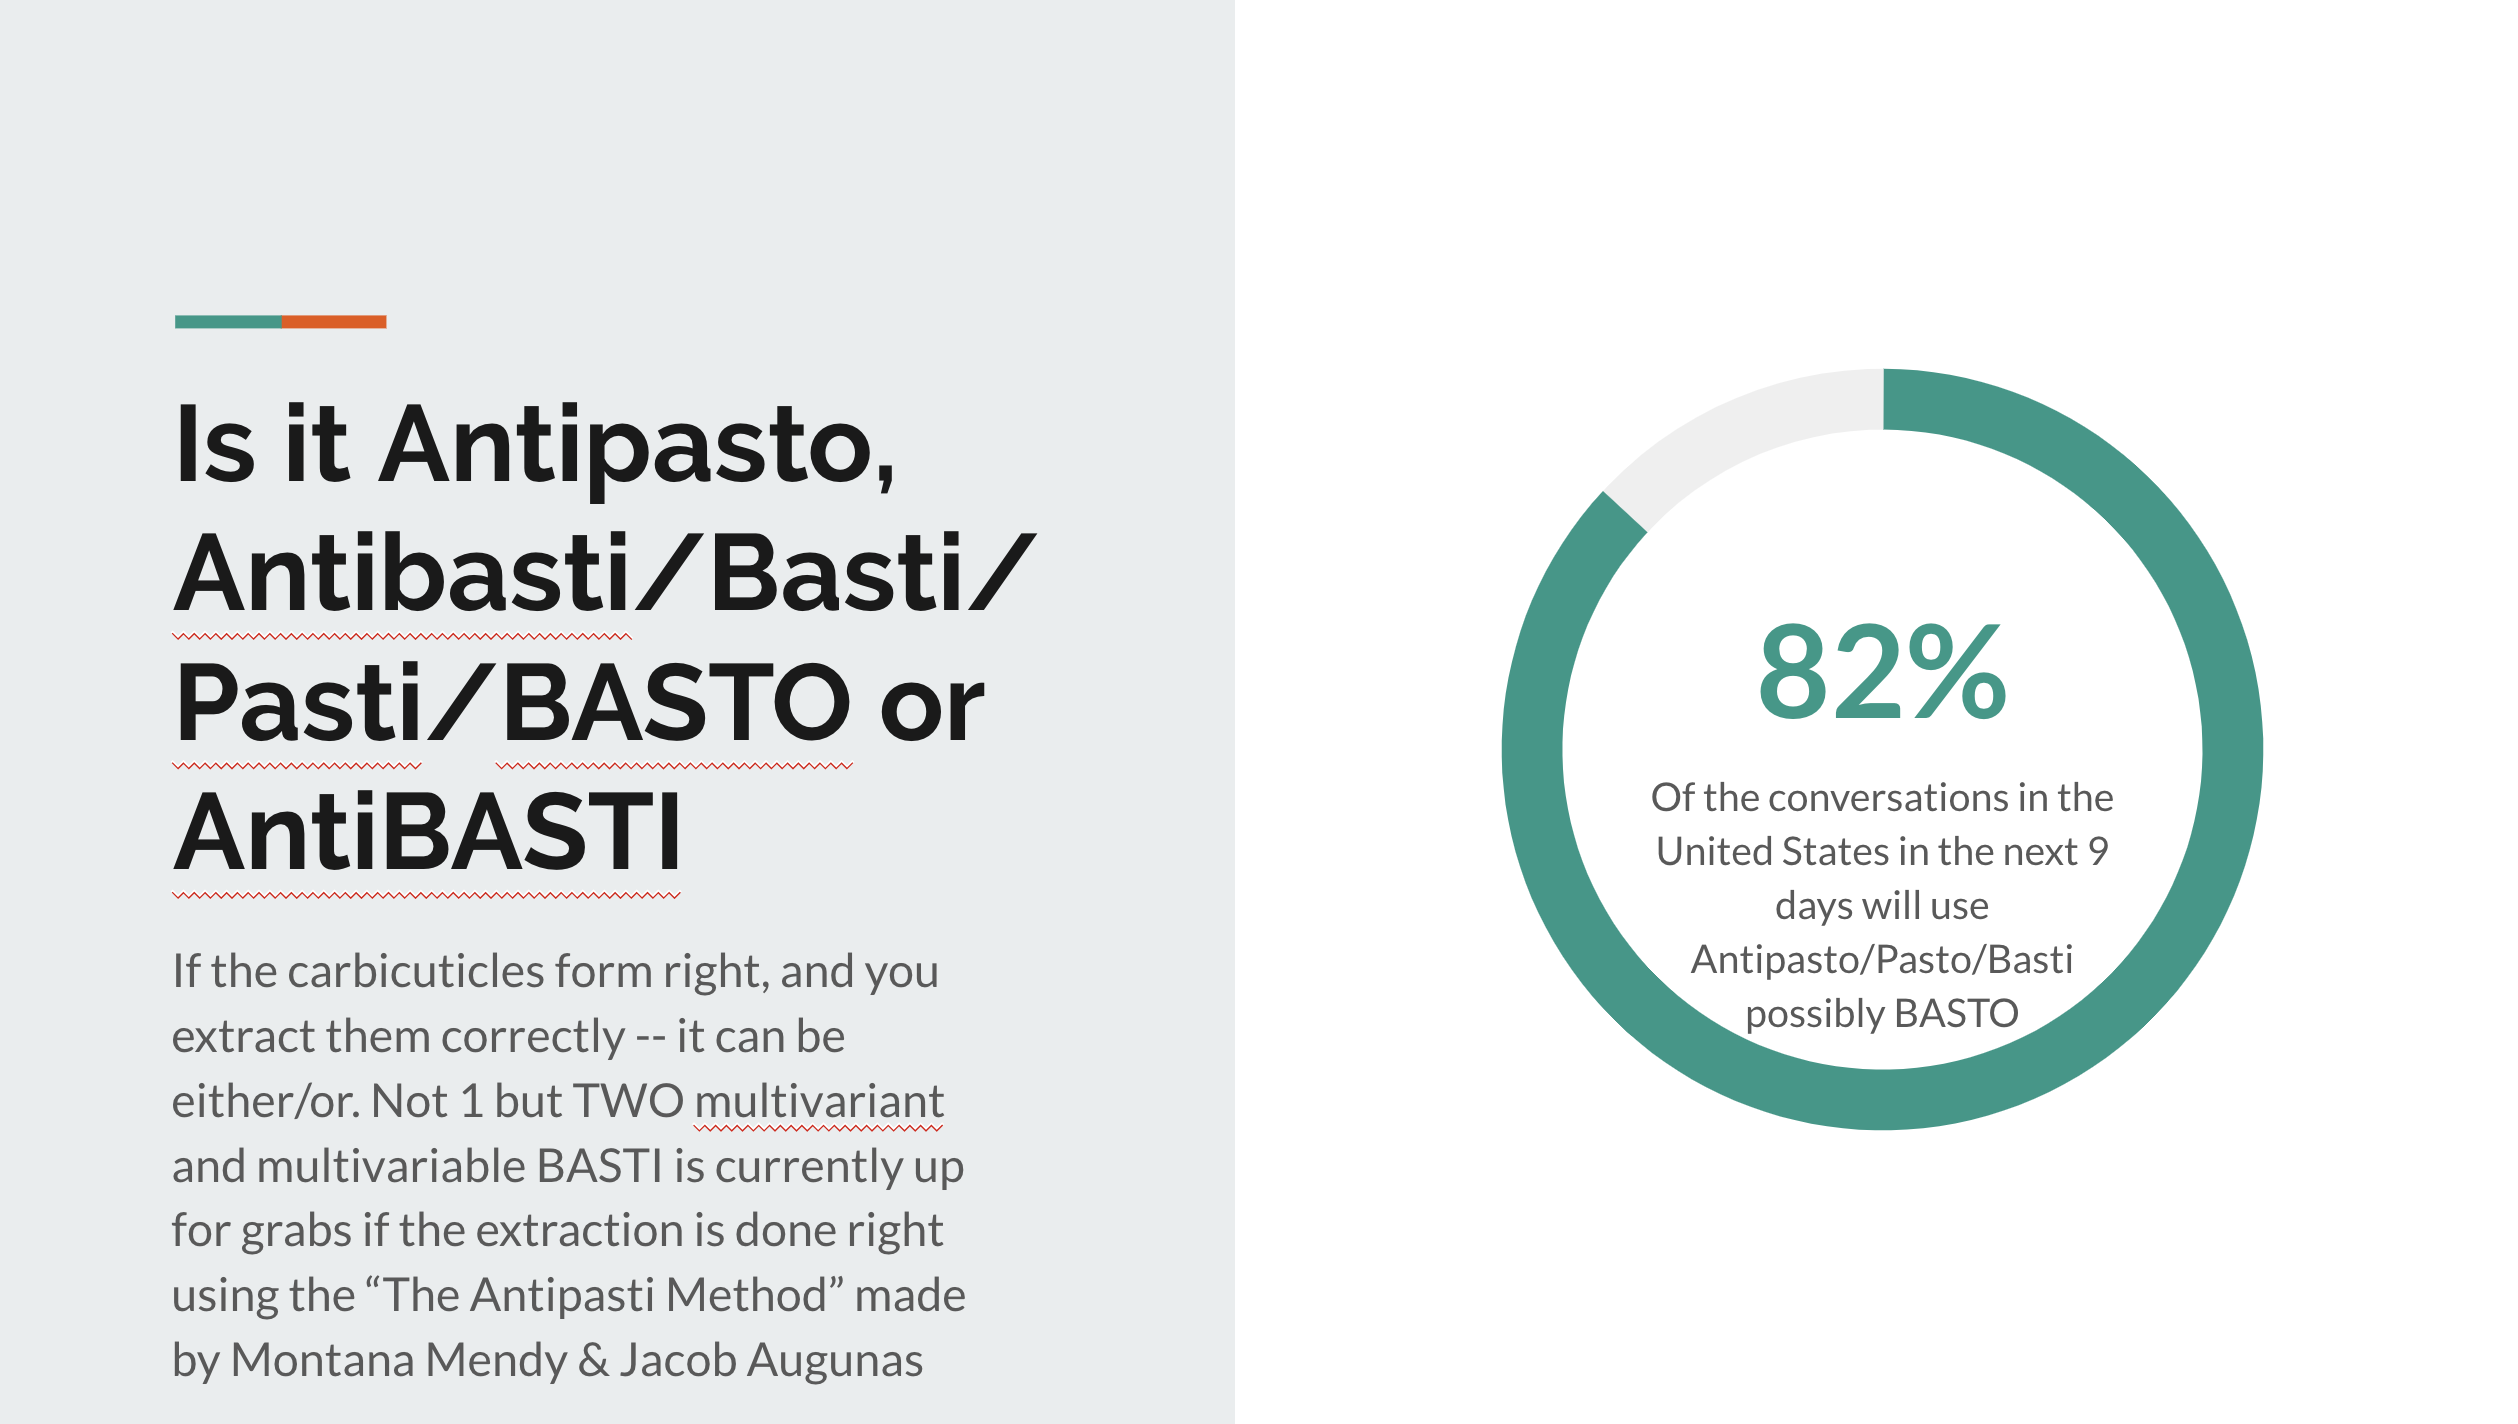 Is it Antipasto,
Antibasti/Basti/
Pasti/BASTO or
AntiBASTI
If the carbicuticles form right, and you
extract them correctly -- it can be
either/or. Not 1 but TWO multivariant
and multivariable BASTI is currently up
for grabs if the extraction is done right
using the “The Antipasti Method” made
by Montana Mendy & Jacob Augunas
82%
Of the conversations in the
United States in the next 9
days will use
Antipasto/Pasto/Basti
possibly BASTO